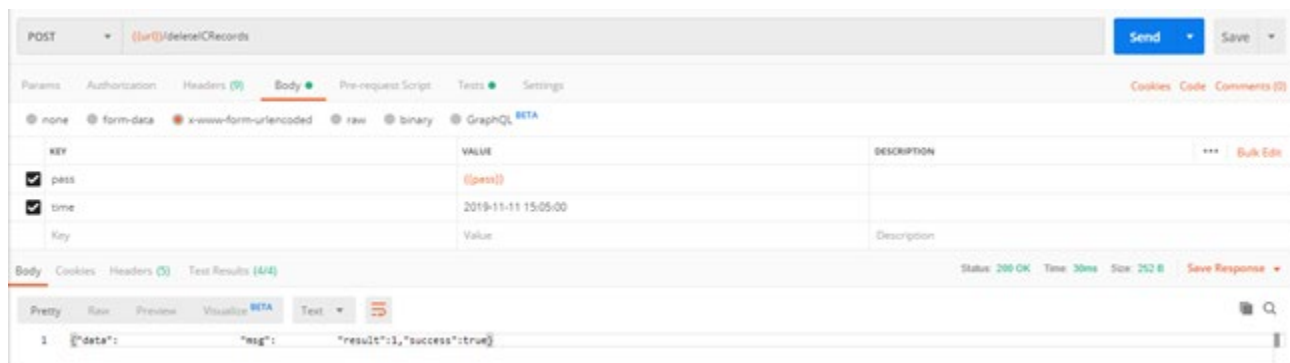 POST {{url}}/deleteICRecords Send Save
Params Authorization Headers (9) Body Pre-request Script Tests Settings Cookies Code Comments (0)
none form-data x-www-form-urlencoded raw binary GraphQL BETA
KEY VALUE DESCRIPTION ••• Bulk Edit
pass {{pass}}
time 2019-11-11 15:05:00
Key Value Description
Body Cookies Headers (5) Test Results (4/4) Status: 200 OK Time: 30ms Size: 252 B Save Response
Pretty Raw Preview Visualize BETA Text
1 {"data": "msg": "result":1,"success":true}